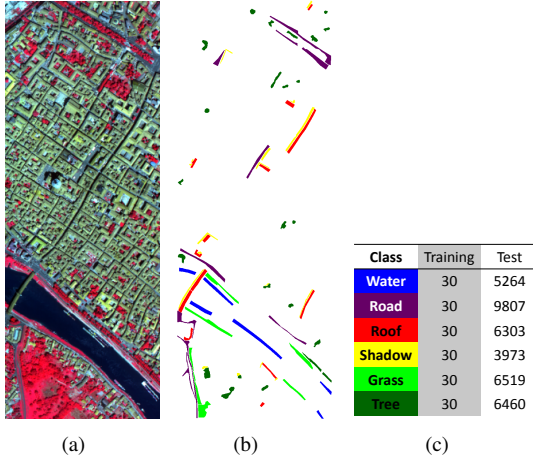 Class Training Test
Water 30 5264
Road 30 9807
Roof 30 6303
Shadow 30 3973
Grass 30 6519
Tree 30 6460
(a) (b) (c)